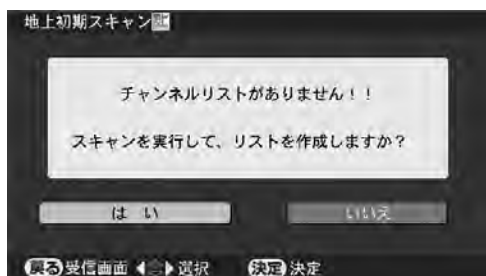 地上初期スキャン
チャンネルリストがありません！！
スキャンを実行して、リストを作成しますか？
はい いいえ
戻る 受信画面 選択 決定 決定